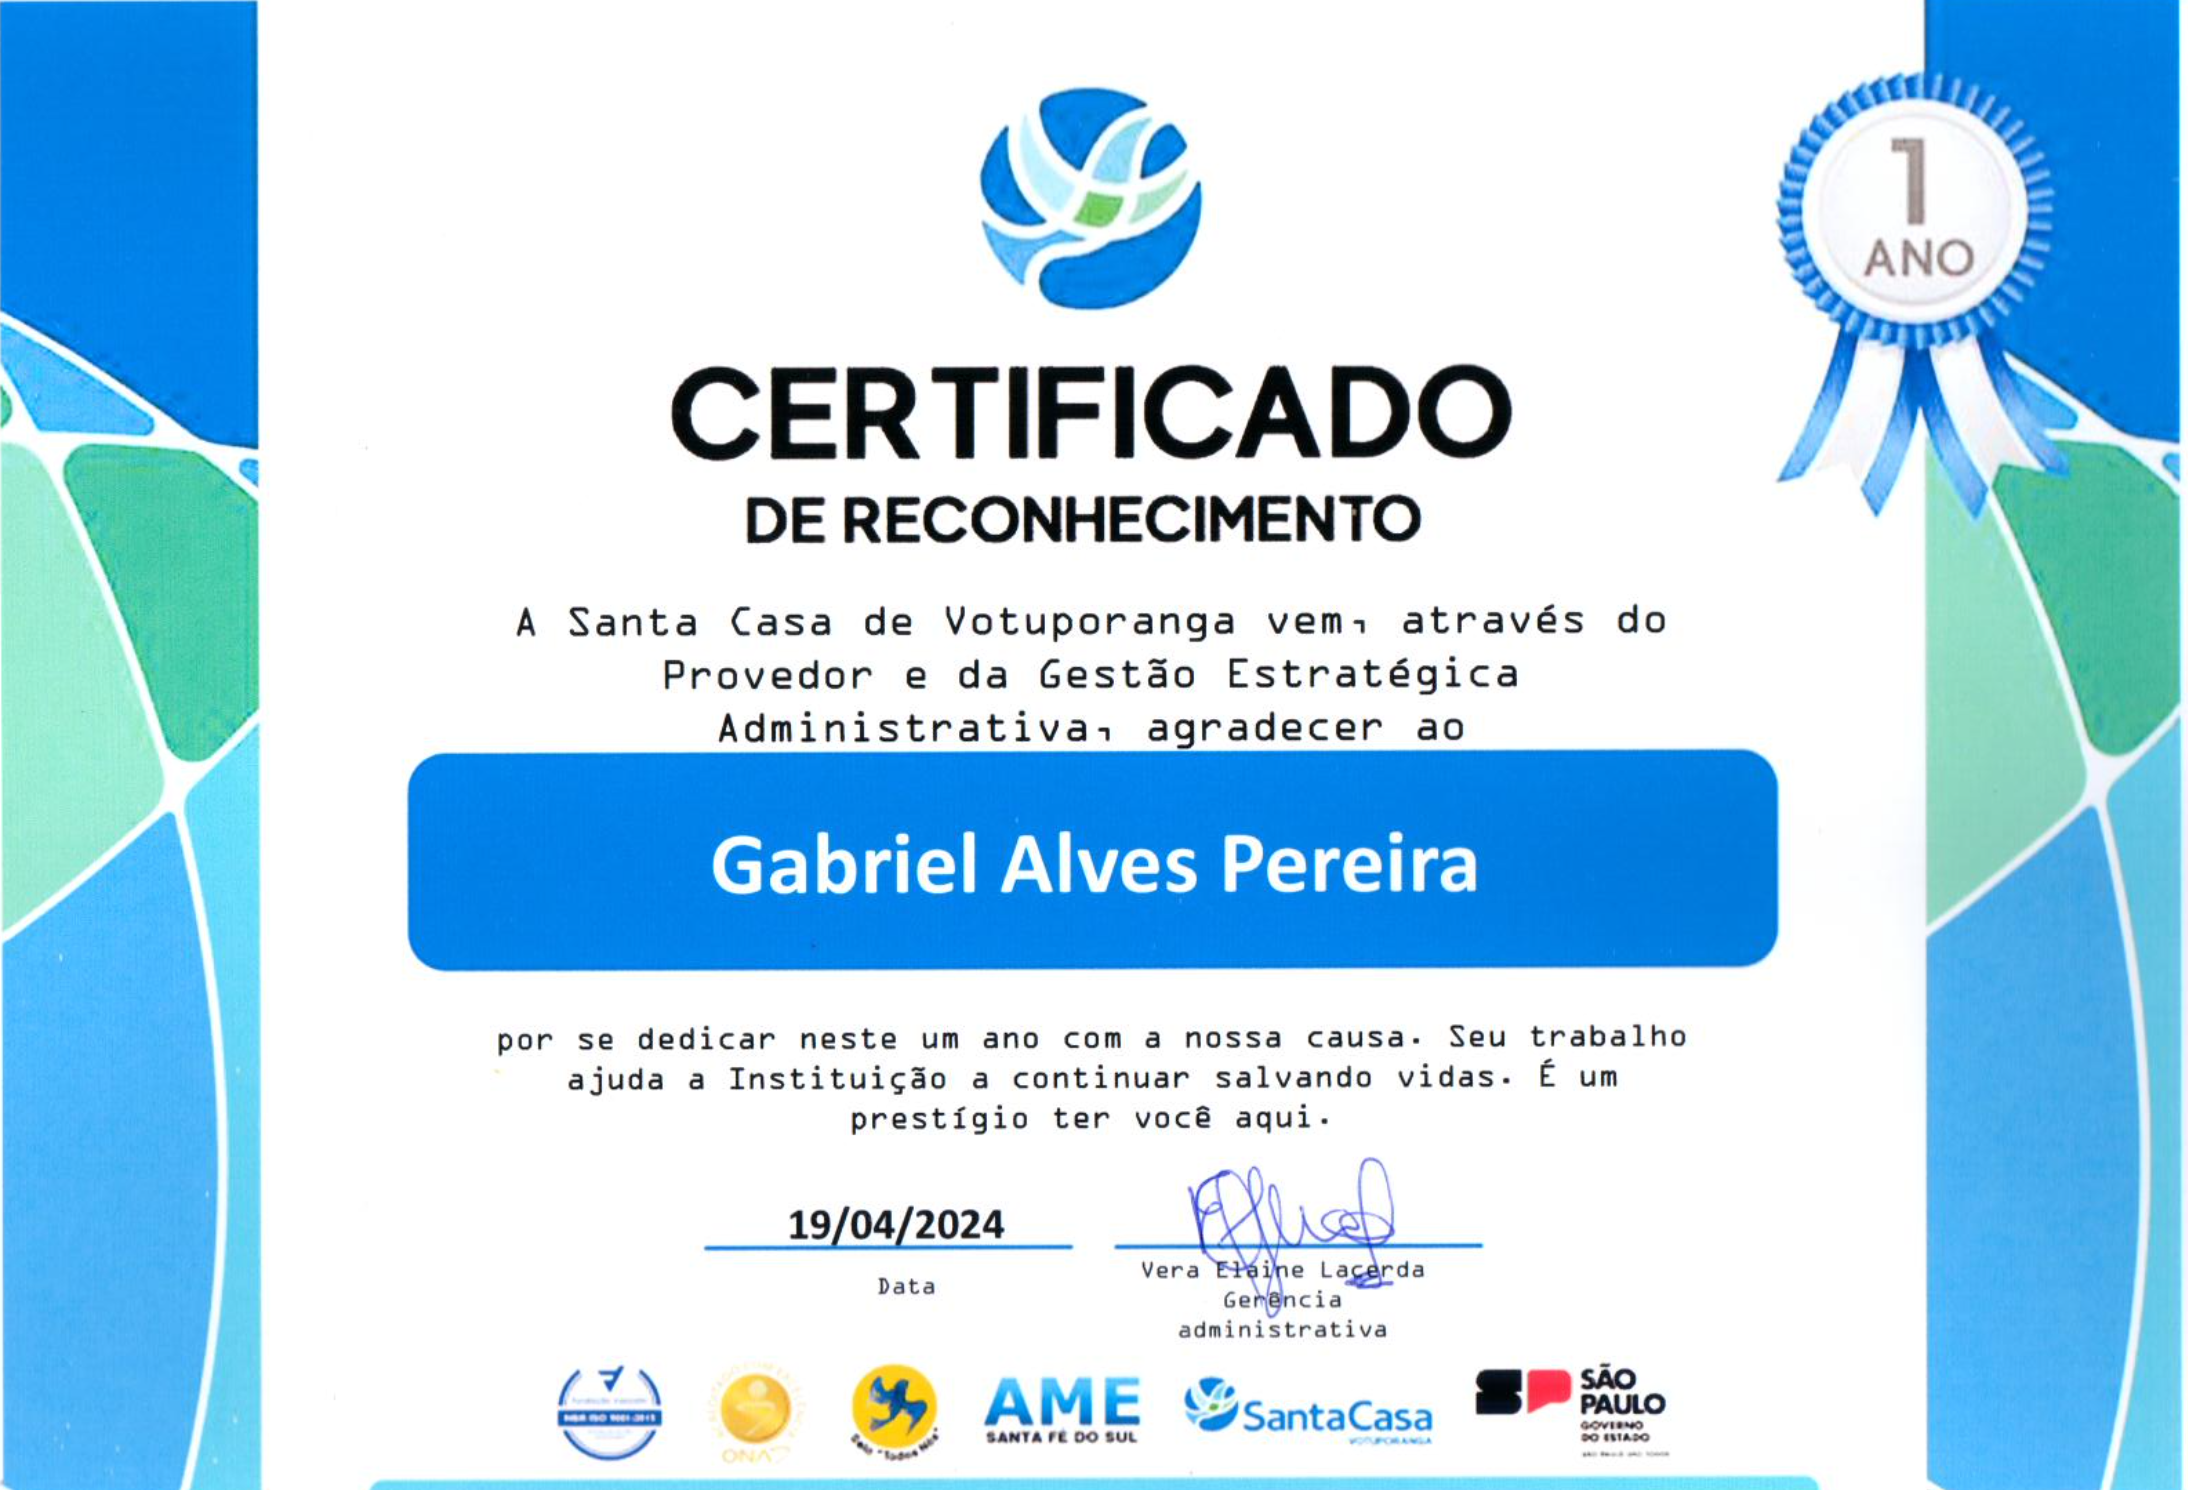 1
ANO
CERTIFICADO
DE RECONHECIMENTO
A Santa Casa de Votuporanga vem, através do
Provedor e da Gestão Estratégica
Administrativa, agradecer ao
Gabriel Alves Pereira
por se dedicar neste um ano com a nossa causa. Seu trabalho
ajuda a Instituição a continuar salvando vidas. É um
prestígio ter você aqui.
19/04/2024
Data
Vera Elaine Lacerda
Gerência
administrativa
NBR ISO 9001:2015
ONA
Selo "Todos Nós"
AME
SANTA FÉ DO SUL
SantaCasa
VOTUPORANGA
SP
SÃO
PAULO
GOVERNO
DO ESTADO